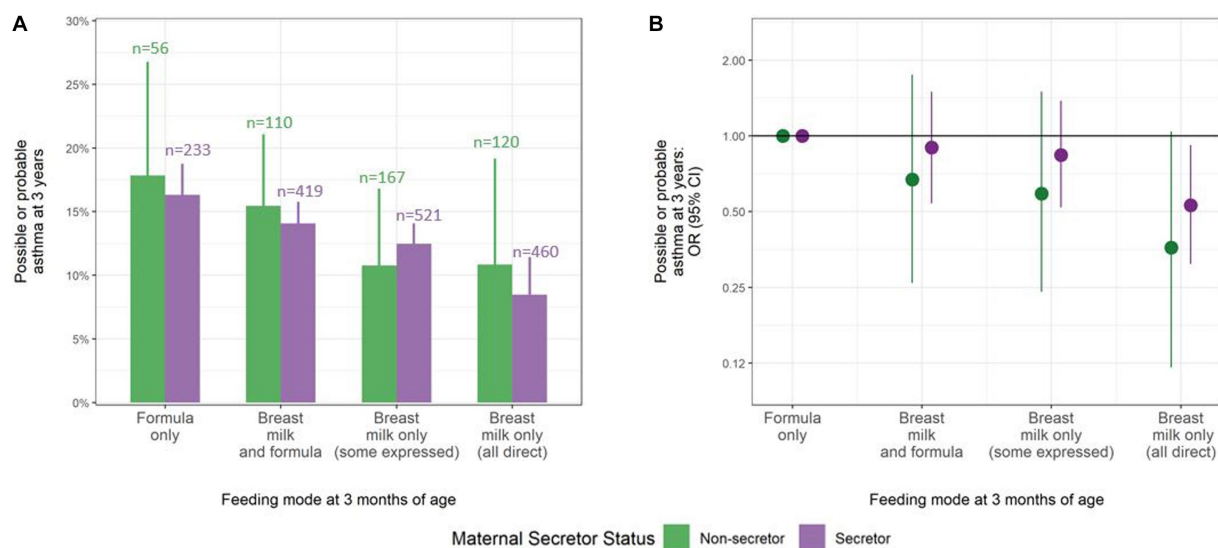 A
Possible or probable
asthma at 3 years
30%
25%
20%
15%
10%
5%
0%
n=56
n=233
n=110
n=419
n=167
n=521
n=120
n=460
Formula
only
Breast
milk
and formula
Breast
milk only
(some expressed)
Breast
milk only
(all direct)
Feeding mode at 3 months of age
B
Possible or probable
asthma at 3 years:
OR (95% CI)
2.00
1.00
0.50
0.25
0.12
Formula
only
Breast
milk
and formula
Breast
milk only
(some expressed)
Breast
milk only
(all direct)
Feeding mode at 3 months of age
Maternal Secretor Status Non-secretor Secretor